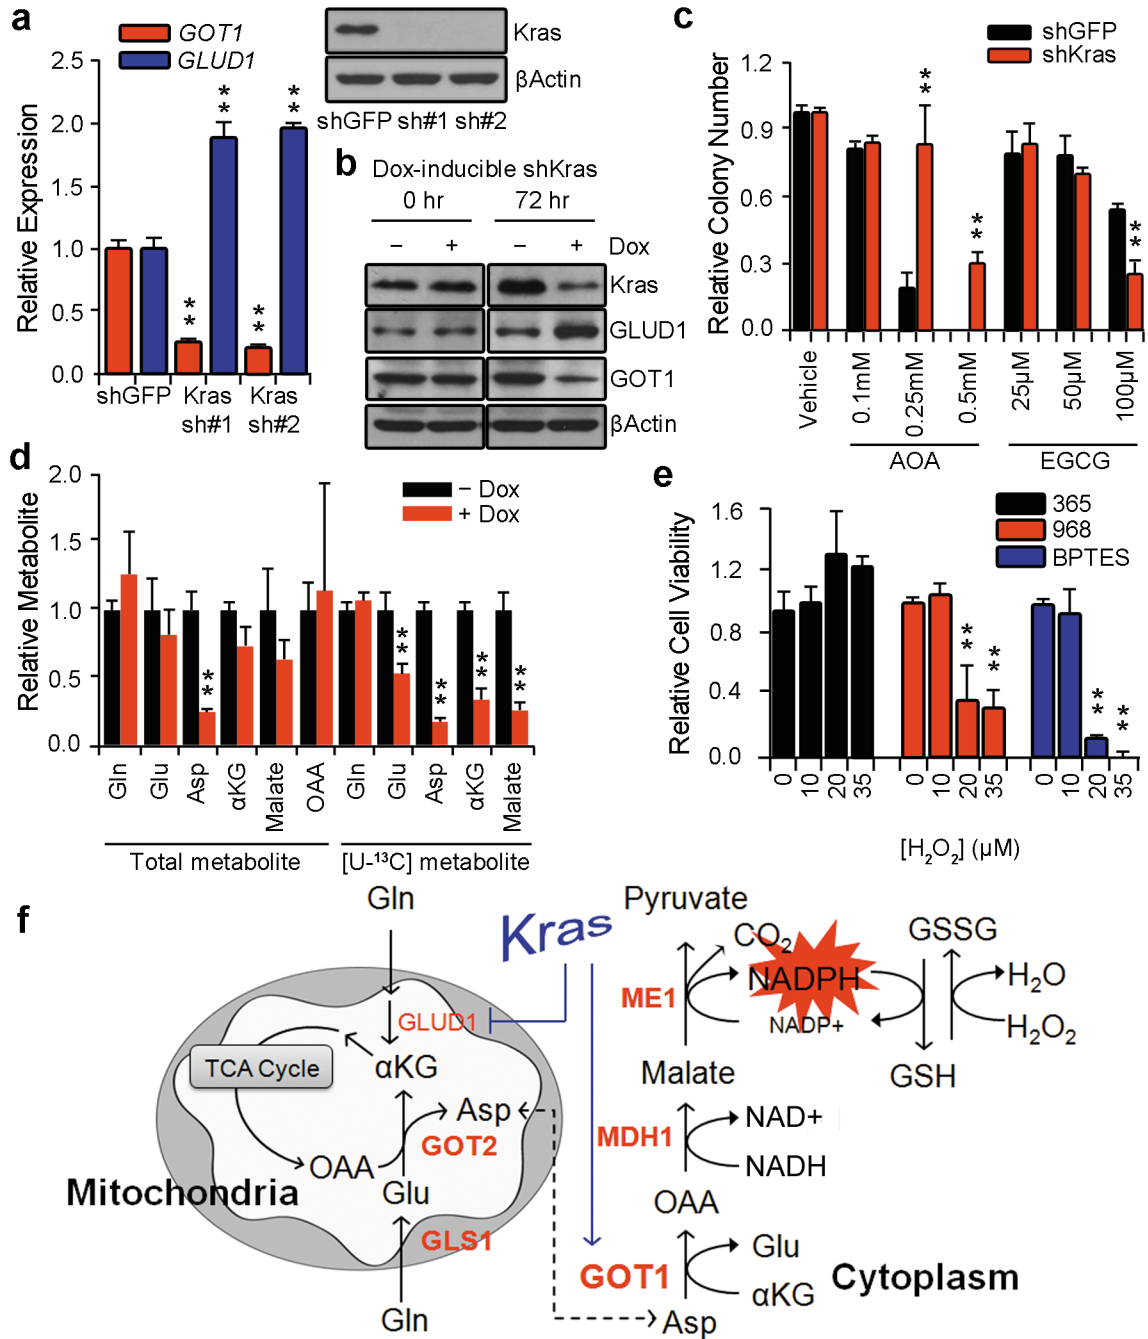 a
GOT1
GLUD1
Relative Expression
2.5
2.0
1.5
1.0
0.5
0.0
* *
* *
* *
* *
shGFP
Kras
sh#1
Kras
sh#2
Kras
βActin
shGFP sh#1 sh#2
b
Dox-inducible shKras
0 hr
72 hr
− + − + Dox
Kras
GLUD1
GOT1
βActin
c
shGFP
shKras
Relative Colony Number
1.2
0.9
0.6
0.3
0.0
* *
* *
* *
Vehicle
0.1mM
0.25mM
0.5mM
25µM
50µM
100µM
AOA
EGCG
d
− Dox
+ Dox
Relative Metabolite
2.0
1.5
1.0
0.5
0.0
* *
* *
* *
* *
* *
Gln
Glu
Asp
αKG
Malate
OAA
Gln
Glu
Asp
αKG
Malate
Total metabolite
[U-¹³C] metabolite
e
365
968
BPTES
Relative Cell Viability
1.6
1.2
0.8
0.4
0.0
* *
* *
* *
* *
0 10 20 35
0 10 20 35
0 10 20 35
[H₂O₂] (µM)
f
Gln
Kras
GLUD1
TCA Cycle
αKG
Asp
GOT2
OAA
Glu
Mitochondria
GLS1
Gln
Pyruvate
CO₂
NADPH
NADP+
ME1
GSSG
GSH
H₂O
H₂O₂
Malate
MDH1
NAD+
NADH
OAA
GOT1
Glu
αKG
Asp
Cytoplasm